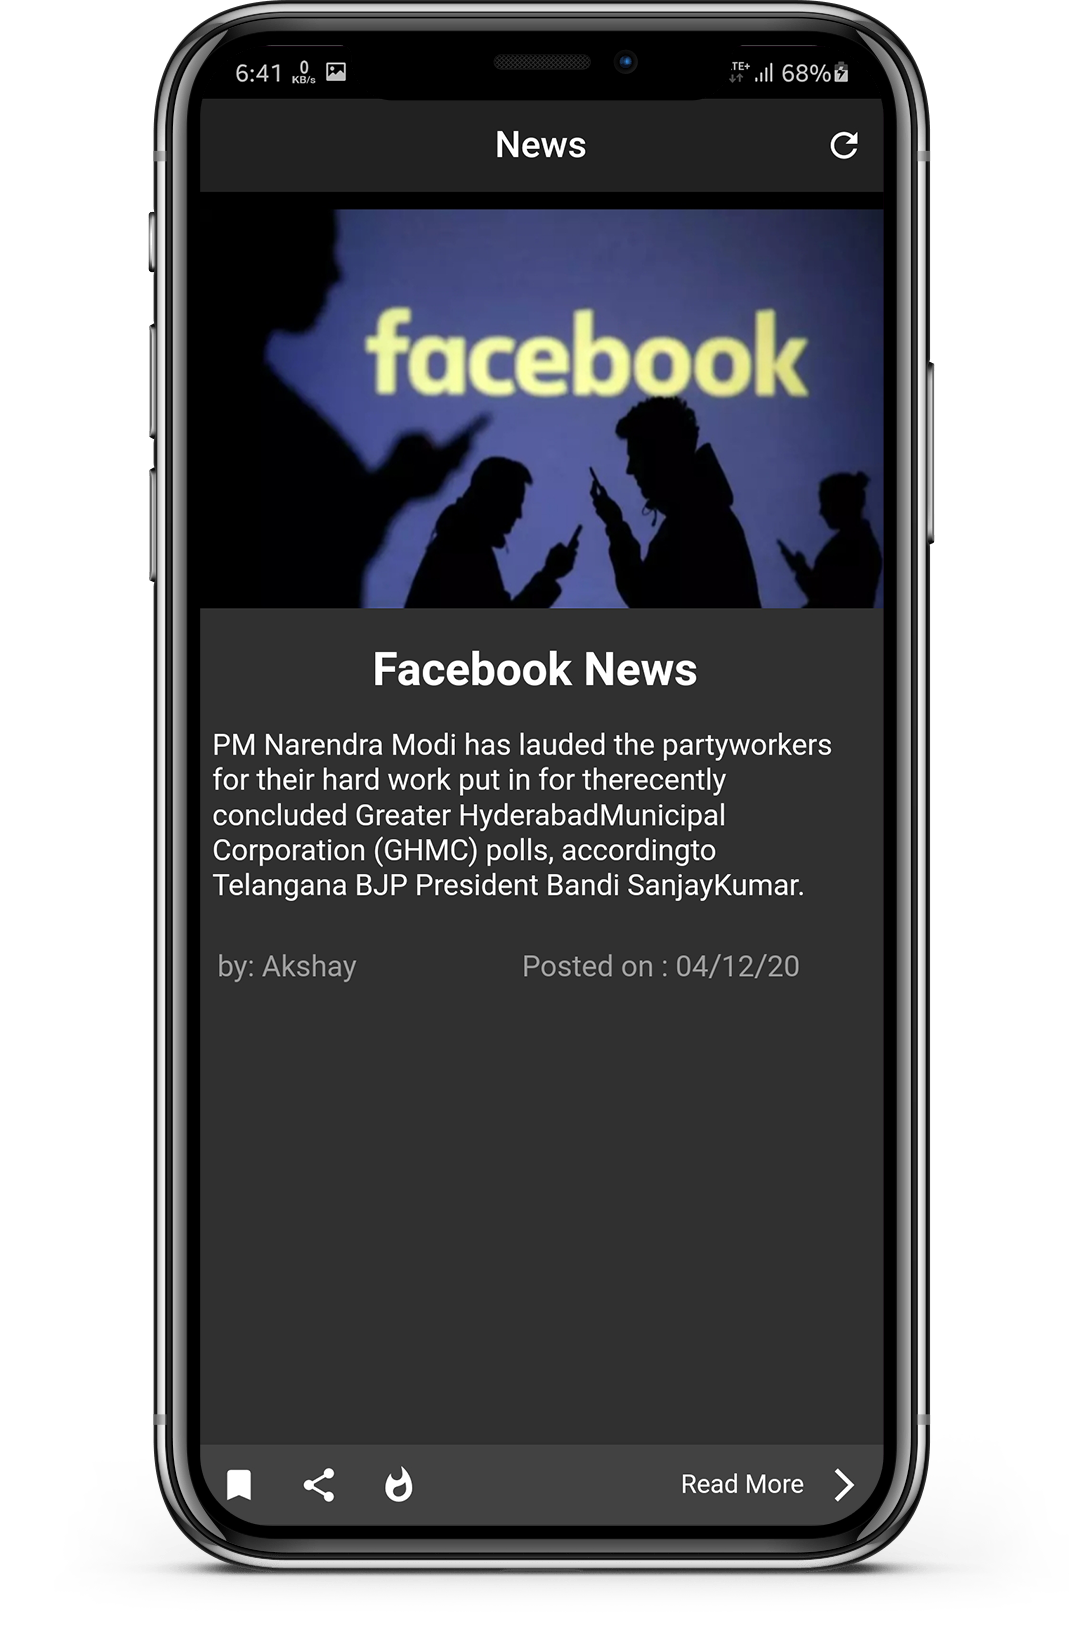 6:41 0 KB/s TE+ 68%
News
facebook
Facebook News
PM Narendra Modi has lauded the partyworkers
for their hard work put in for therecently
concluded Greater HyderabadMunicipal
Corporation (GHMC) polls, accordingto
Telangana BJP President Bandi SanjayKumar.
by: Akshay Posted on : 04/12/20
Read More